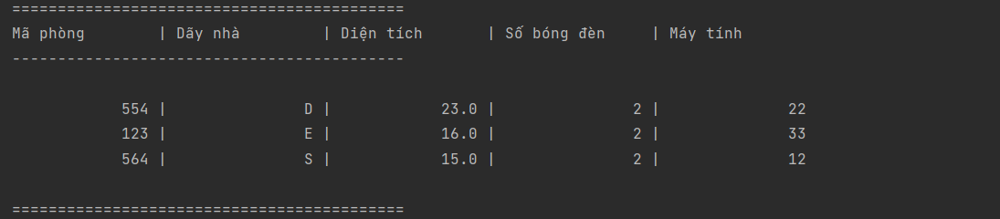 ===========================================
Mã phòng        | Dãy nhà         | Diện tích       | Số bóng đèn     | Máy tính
-------------------------------------------
            554 |               D |            23.0 |               2 |              22
            123 |               E |            16.0 |               2 |              33
            564 |               S |            15.0 |               2 |              12
===========================================